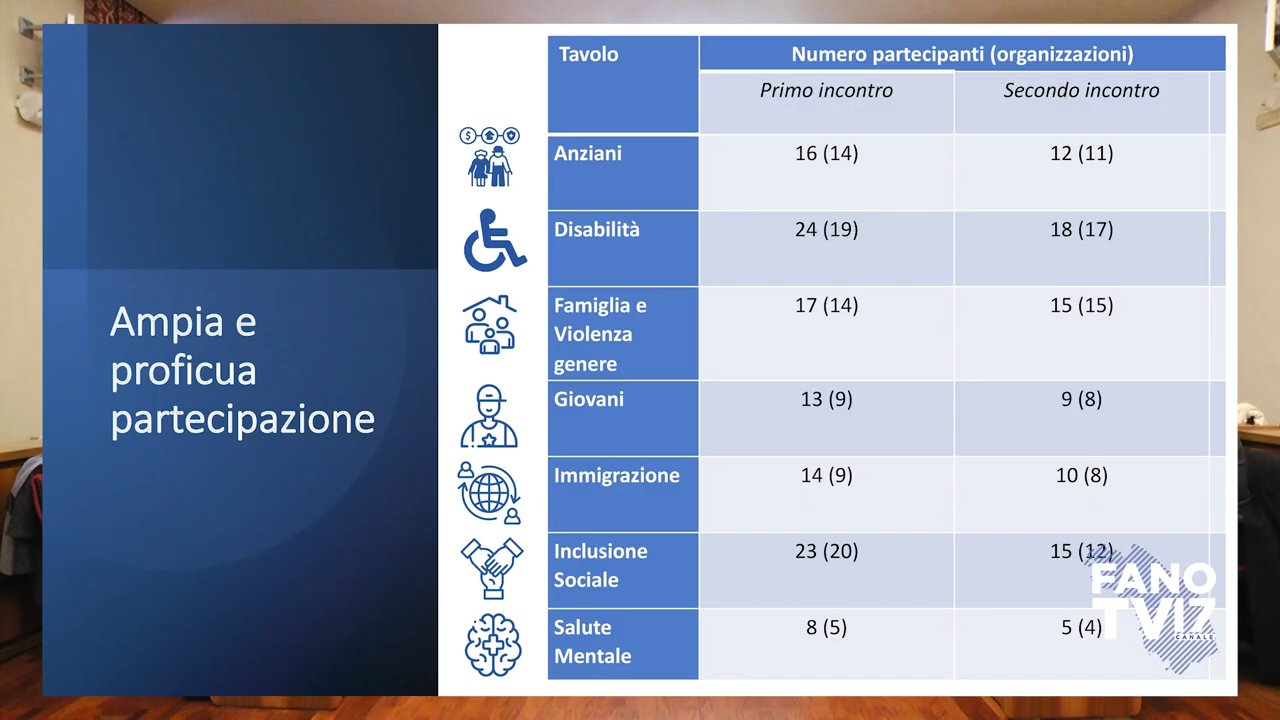 Ampia e
proficua
partecipazione
Tavolo
Numero partecipanti (organizzazioni)
Primo incontro
Secondo incontro
Anziani
16 (14)
12 (11)
Disabilità
24 (19)
18 (17)
Famiglia e
Violenza
genere
17 (14)
15 (15)
Giovani
13 (9)
9 (8)
Immigrazione
14 (9)
10 (8)
Inclusione
Sociale
23 (20)
15 (12)
Salute
Mentale
8 (5)
5 (4)
FANO
TV17
CANALE